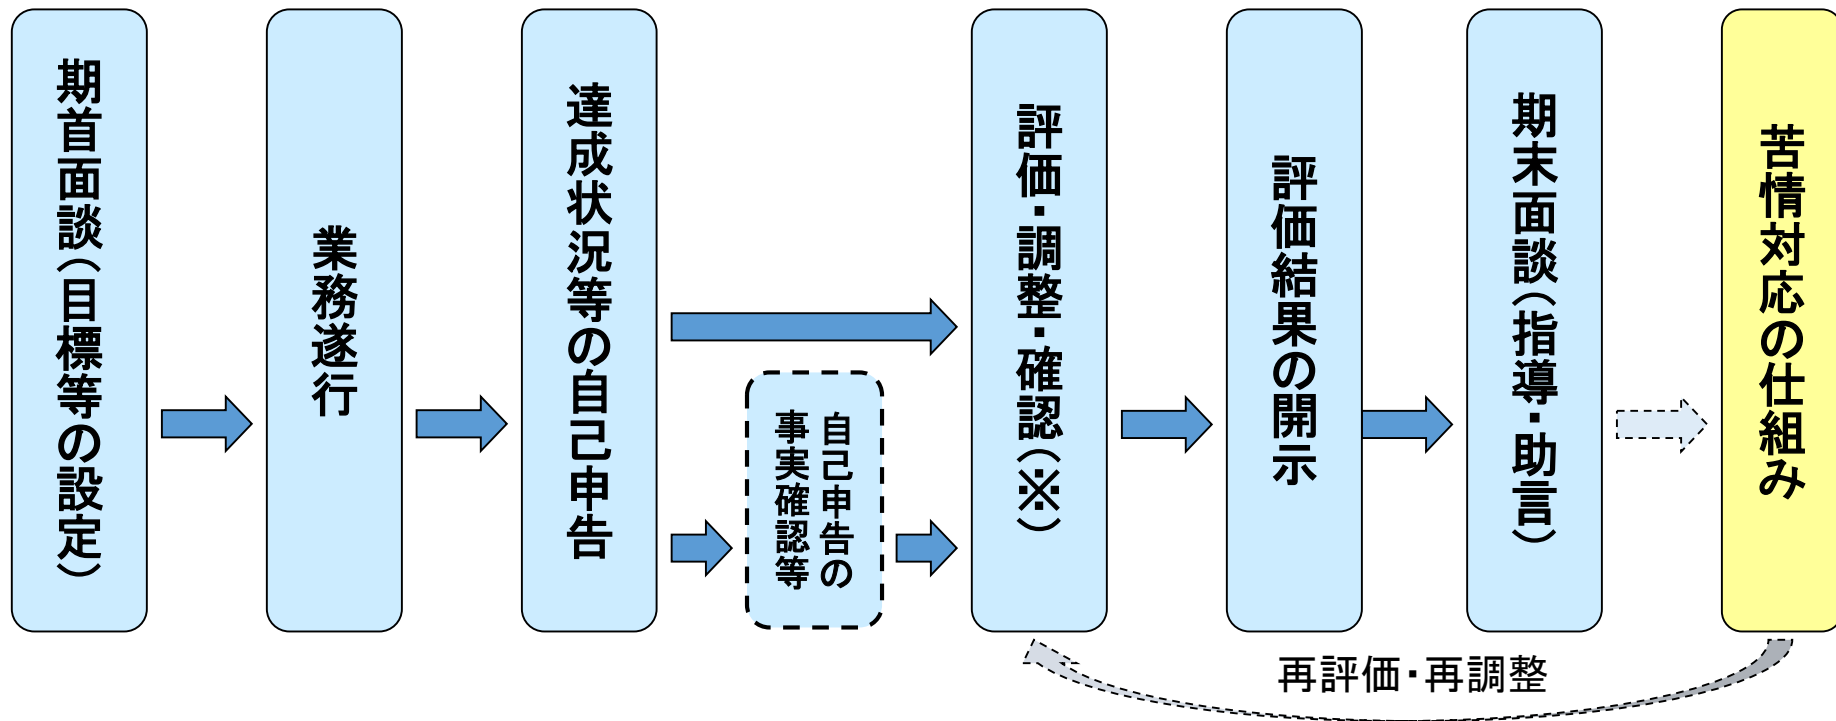 期首面談（目標等の設定）
業務遂行
達成状況等の自己申告
自己申告の
事実確認等
評価・調整・確認（※）
評価結果の開示
期末面談（指導・助言）
苦情対応の仕組み
再評価・再調整